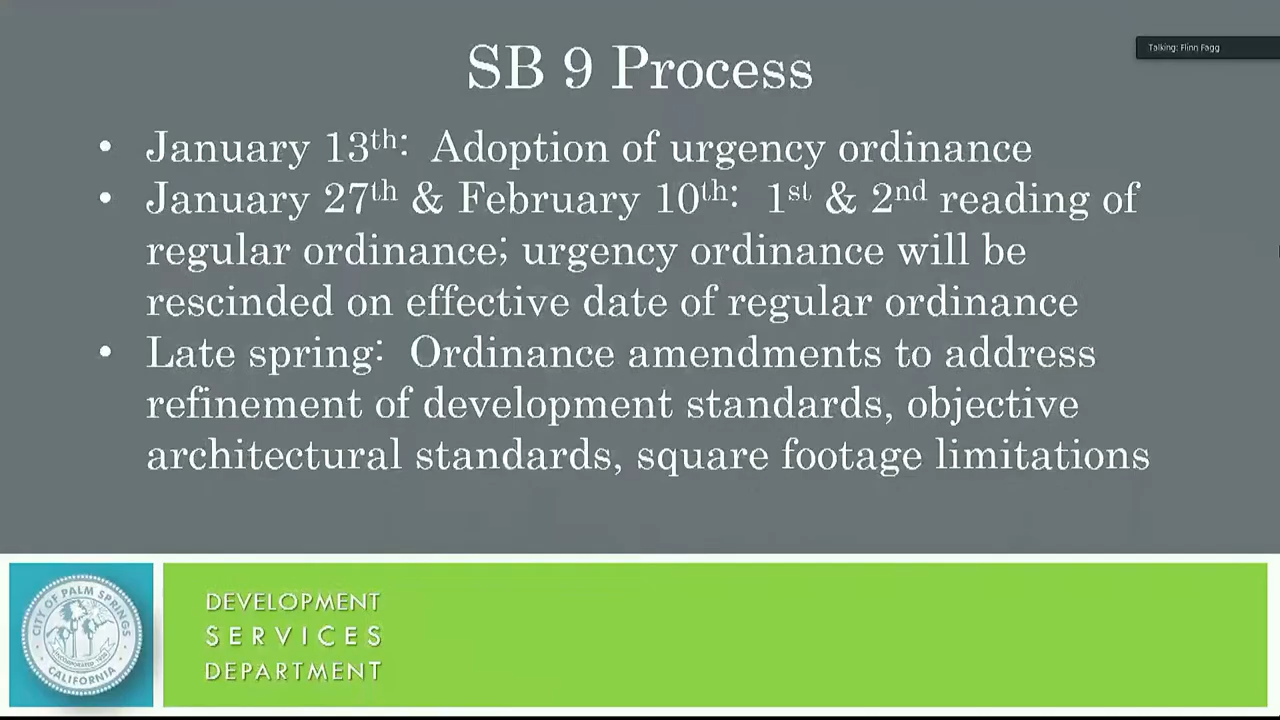 SB 9 Process
Talking: Flinn Fagg
• January 13th: Adoption of urgency ordinance
• January 27th & February 10th: 1st & 2nd reading of
regular ordinance; urgency ordinance will be
rescinded on effective date of regular ordinance
• Late spring: Ordinance amendments to address
refinement of development standards, objective
architectural standards, square footage limitations
CITY OF PALM SPRINGS
CALIFORNIA
DEVELOPMENT
SERVICES
DEPARTMENT